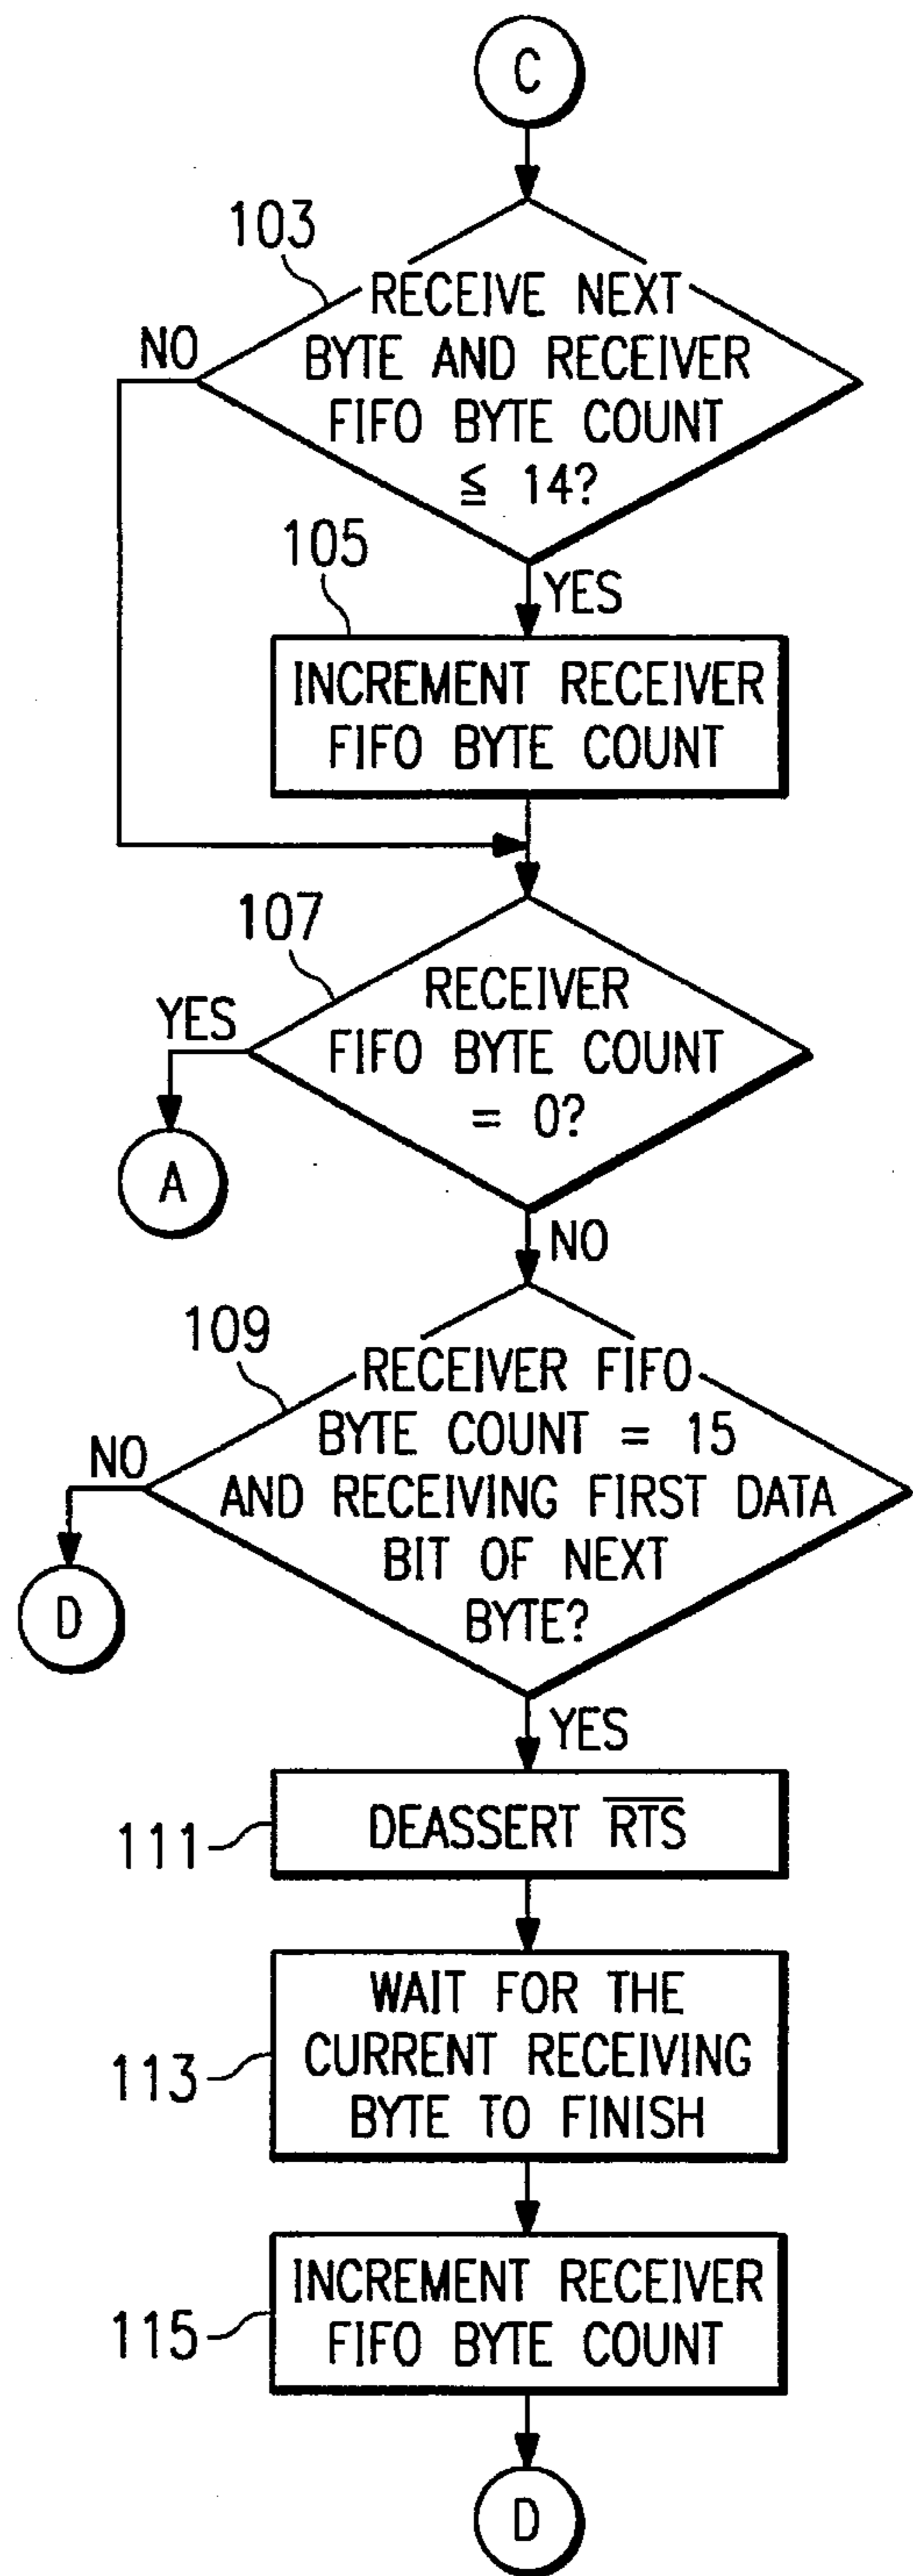 C
103
RECEIVE NEXT
NO
BYTE AND RECEIVER
FIFO BYTE COUNT
≦ 14?
105
YES
INCREMENT RECEIVER
FIFO BYTE COUNT
107
RECEIVER
YES
FIFO BYTE COUNT
= 0?
A
NO
109
RECEIVER FIFO
BYTE COUNT = 15
NO
AND RECEIVING FIRST DATA
BIT OF NEXT
BYTE?
D
YES
111
DEASSERT R̅T̅S̅
WAIT FOR THE
113
CURRENT RECEIVING
BYTE TO FINISH
INCREMENT RECEIVER
115
FIFO BYTE COUNT
D